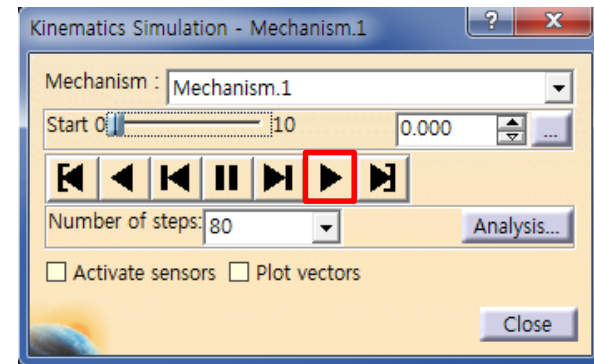 Kinematics Simulation - Mechanism.1
?
X
Mechanism : Mechanism.1
Start 0 10 0.000 ...
Number of steps: 80 Analysis...
Activate sensors Plot vectors
Close